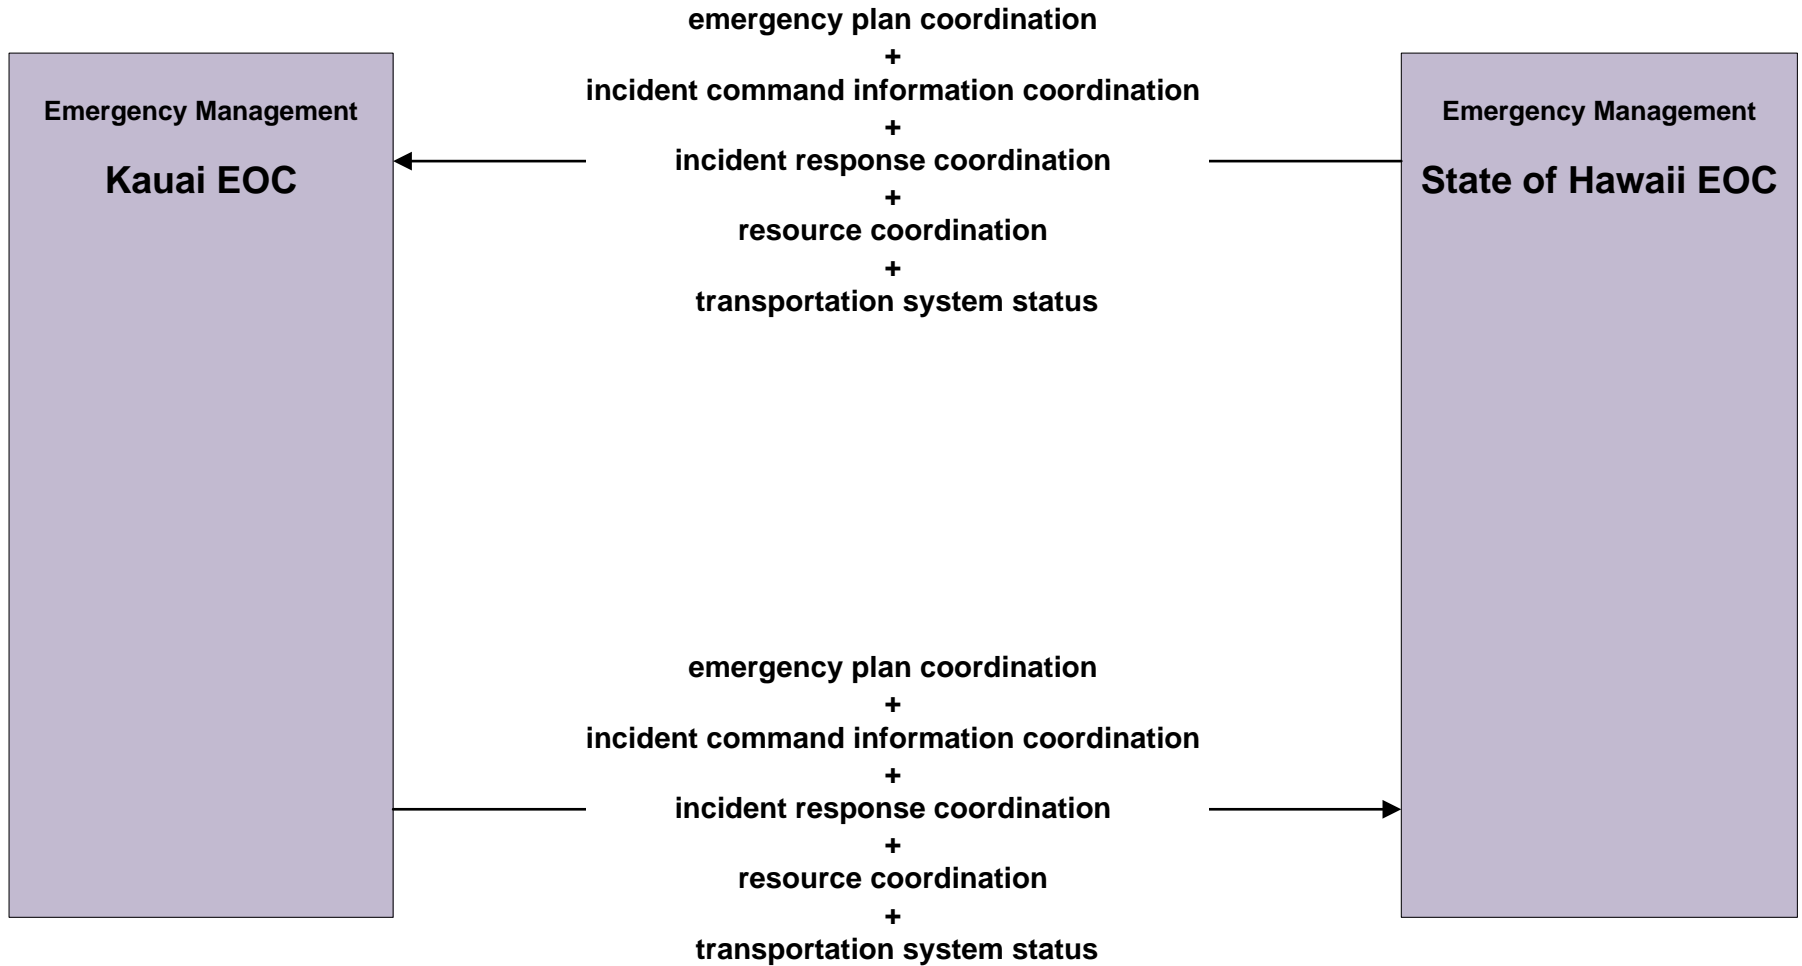 Emergency Management
Kauai EOC
emergency plan coordination
+
incident command information coordination
+
incident response coordination
+
resource coordination
+
transportation system status
Emergency Management
State of Hawaii EOC
emergency plan coordination
+
incident command information coordination
+
incident response coordination
+
resource coordination
+
transportation system status